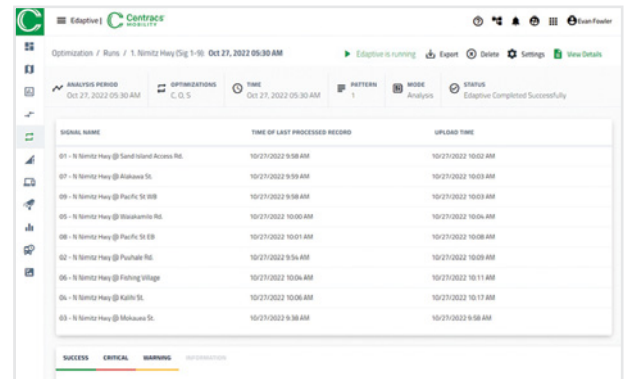 Edaptive | Centracs MOBILITY Evan Fowler
Optimization / Runs / 1. Nimitz Hwy (Sig 1-9) Oct 27, 2022 05:30 AM Edaptive is running Export Delete Settings View Details
ANALYSIS PERIOD OPTIMIZATIONS TIME PATTERN MODE STATUS
Oct 27, 2022 05:30 AM C, O, S Oct 27, 2022 05:30 AM 1 Analysis Edaptive Completed Successfully
SIGNAL NAME TIME OF LAST PROCESSED RECORD UPLOAD TIME
01 - N Nimitz Hwy @ Sand Island Access Rd. 10/27/2022 9:58 AM 10/27/2022 10:02 AM
07 - N Nimitz Hwy @ Alakawa St. 10/27/2022 9:59 AM 10/27/2022 10:03 AM
09 - N Nimitz Hwy @ Pacific St WB 10/27/2022 9:58 AM 10/27/2022 10:03 AM
05 - N Nimitz Hwy @ Waiakamilo Rd. 10/27/2022 10:00 AM 10/27/2022 10:04 AM
08 - N Nimitz Hwy @ Pacific St EB 10/27/2022 10:01 AM 10/27/2022 10:08 AM
02 - N Nimitz Hwy @ Puuhale Rd. 10/27/2022 9:54 AM 10/27/2022 10:09 AM
06 - N Nimitz Hwy @ Fishing Village 10/27/2022 10:04 AM 10/27/2022 10:11 AM
04 - N Nimitz Hwy @ Kalihi St. 10/27/2022 10:06 AM 10/27/2022 10:17 AM
03 - N Nimitz Hwy @ Mokauea St. 10/27/2022 9:38 AM 10/27/2022 9:58 AM
SUCCESS CRITICAL WARNING INFORMATION